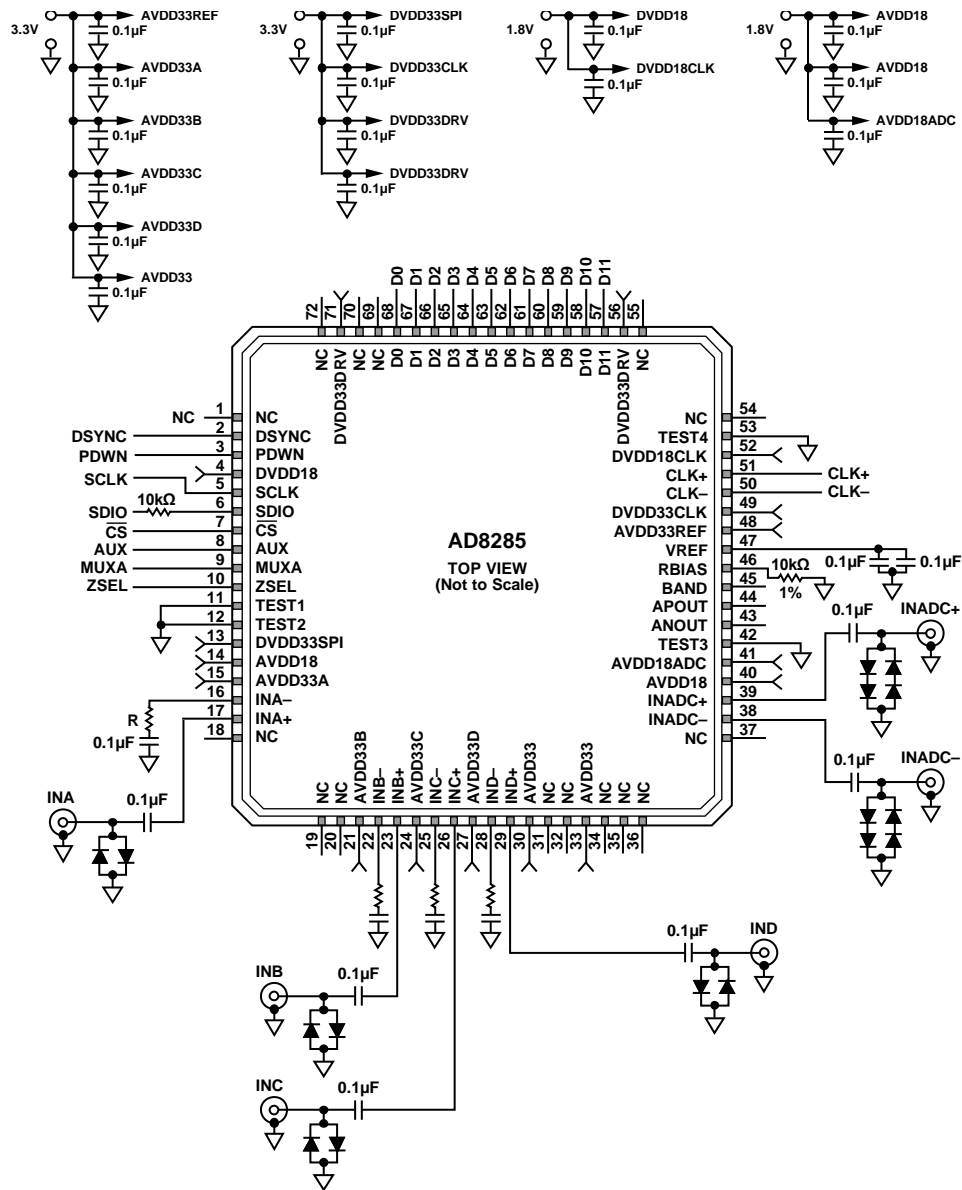 3.3V
AVDD33REF
0.1µF
AVDD33A
0.1µF
AVDD33B
0.1µF
AVDD33C
0.1µF
AVDD33D
0.1µF
AVDD33
0.1µF
3.3V
DVDD33SPI
0.1µF
DVDD33CLK
0.1µF
DVDD33DRV
0.1µF
DVDD33DRV
0.1µF
1.8V
DVDD18
0.1µF
DVDD18CLK
0.1µF
1.8V
AVDD18
0.1µF
AVDD18
0.1µF
AVDD18ADC
0.1µF
D0 D1 D2 D3 D4 D5 D6 D7 D8 D9 D10 D11
72 71 70 69 68 67 66 65 64 63 62 61 60 59 58 57 56 55
NC DVDD33DRV NC NC D0 D1 D2 D3 D4 D5 D6 D7 D8 D9 D10 D11 DVDD33DRV NC
NC 1 NC
DSYNC 2 DSYNC
PDWN 3 PDWN
4 DVDD18
SCLK 5 SCLK
SDIO 10kΩ 6 SDIO
CS 7 CS
AUX 8 AUX
MUXA 9 MUXA
ZSEL 10 ZSEL
11 TEST1
12 TEST2
13 DVDD33SPI
14 AVDD18
15 AVDD33A
16 INA–
R 17 INA+
0.1µF 18 NC
AD8285
TOP VIEW
(Not to Scale)
NC 54
TEST4 53
DVDD18CLK 52
CLK+ 51 CLK+
CLK– 50 CLK–
DVDD33CLK 49
AVDD33REF 48
VREF 47
0.1µF 0.1µF
RBIAS 46 10kΩ
1%
BAND 45
APOUT 44
ANOUT 43
TEST3 42
AVDD18ADC 41
AVDD18 40
INADC+ 39
INADC– 38
NC 37
0.1µF INADC+
0.1µF INADC–
NC NC AVDD33B INB– INB+ AVDD33C INC– INC+ AVDD33D IND– IND+ AVDD33 NC NC AVDD33 NC NC NC
19 20 21 22 23 24 25 26 27 28 29 30 31 32 33 34 35 36
INA 0.1µF
0.1µF IND
INB 0.1µF
INC 0.1µF